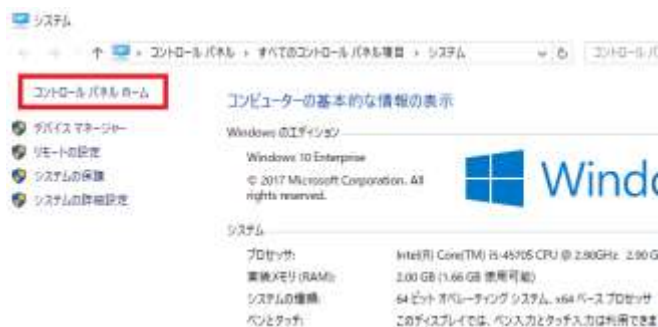 システム
コントロール パネル › すべてのコントロール パネル項目 › システム
コントロール パネル ホーム
デバイス マネージャー
リモートの設定
システムの保護
システムの詳細設定
コンピューターの基本的な情報の表示
Windows のエディション
Windows 10 Enterprise
© 2017 Microsoft Corporation. All
rights reserved.
システム
プロセッサ: Intel(R) Core(TM) i5-4570S CPU @ 2.90GHz 2.90 G
実装メモリ (RAM): 2.00 GB (1.66 GB 使用可能)
システムの種類: 64 ビット オペレーティング システム、x64 ベース プロセッサ
ペンとタッチ: このディスプレイでは、ペン入力とタッチ入力は利用できま